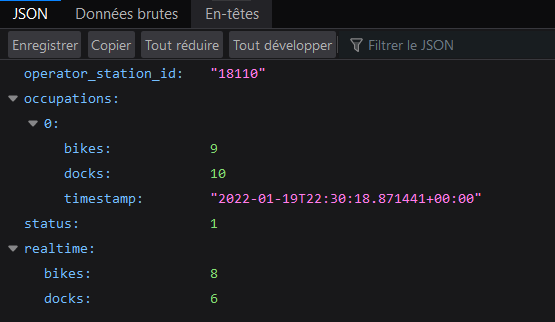 JSON Données brutes En-têtes
Enregistrer Copier Tout réduire Tout développer Filtrer le JSON
operator_station_id: "18110"
occupations:
0:
bikes: 9
docks: 10
timestamp: "2022-01-19T22:30:18.871441+00:00"
status: 1
realtime:
bikes: 8
docks: 6